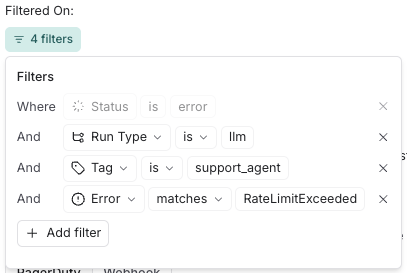 Filtered On:
4 filters
Filters
Where Status is error
And Run Type is llm
And Tag is support_agent
And Error matches RateLimitExceeded
Add filter
PagerDuty Webhook